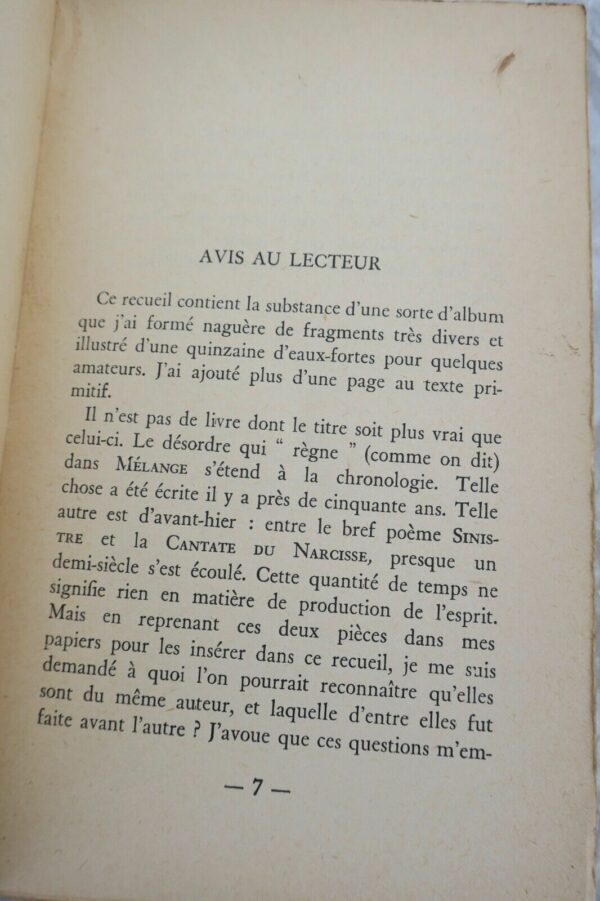 AVIS AU LECTEUR
Ce recueil contient la substance d'une sorte d'album
que j'ai formé naguère de fragments très divers et
illustré d'une quinzaine d'eaux-fortes pour quelques
amateurs. J'ai ajouté plus d'une page au texte pri-
mitif.
Il n'est pas de livre dont le titre soit plus vrai que
celui-ci. Le désordre qui “ règne ” (comme on dit)
dans MÉLANGE s'étend à la chronologie. Telle
chose a été écrite il y a près de cinquante ans. Telle
autre est d'avant-hier : entre le bref poème SINIS-
TRE et la CANTATE DU NARCISSE, presque un
demi-siècle s'est écoulé. Cette quantité de temps ne
signifie rien en matière de production de l'esprit.
Mais en reprenant ces deux pièces dans mes
papiers pour les insérer dans ce recueil, je me suis
demandé à quoi l'on pourrait reconnaître qu'elles
sont du même auteur, et laquelle d'entre elles fut
faite avant l'autre ? J'avoue que ces questions m'em-
— 7 —